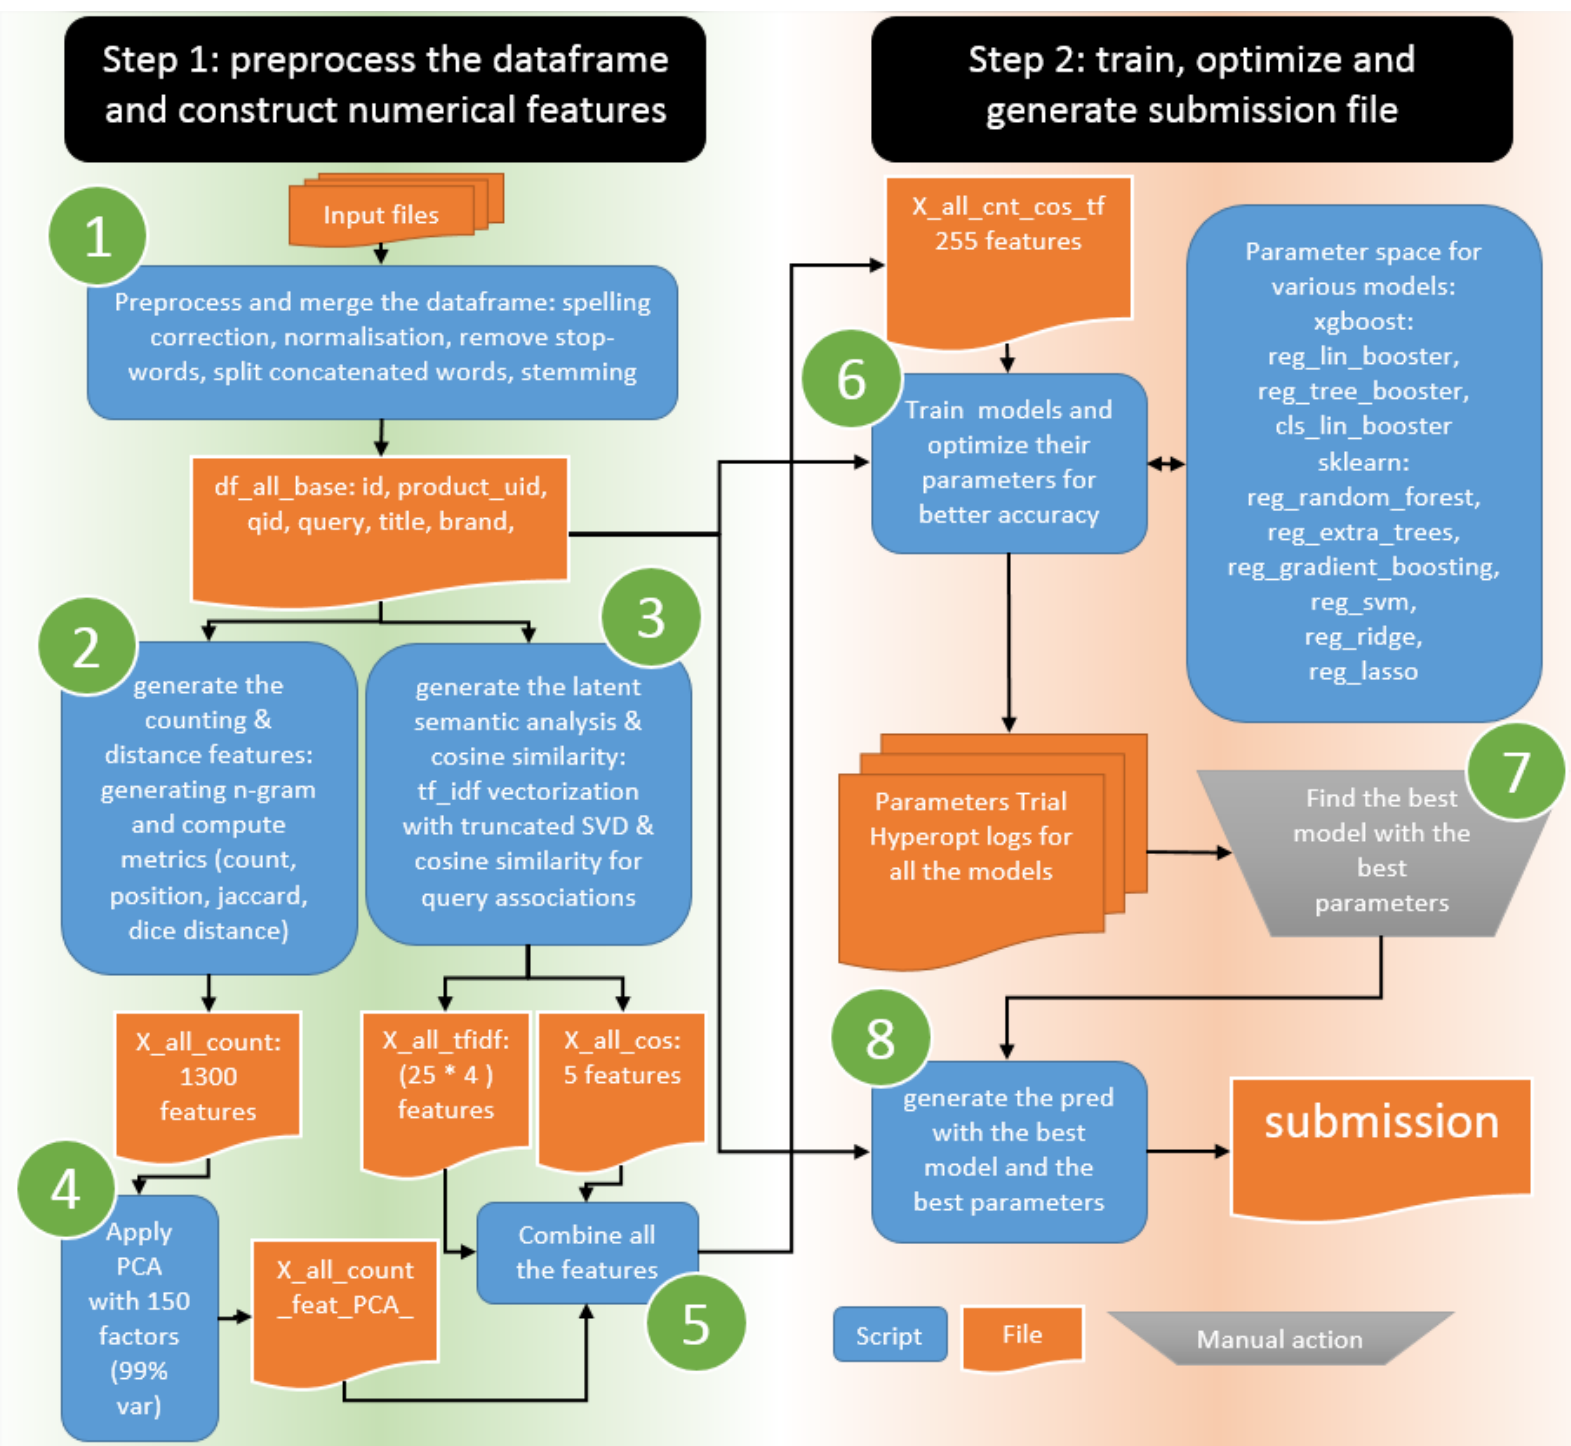 Step 1: preprocess the dataframe
and construct numerical features
Input files
1
Preprocess and merge the dataframe: spelling
correction, normalisation, remove stop-
words, split concatenated words, stemming
df_all_base: id, product_uid,
qid, query, title, brand,
2
generate the
counting &
distance features:
generating n-gram
and compute
metrics (count,
position, jaccard,
dice distance)
3
generate the latent
semantic analysis &
cosine similarity:
tf_idf vectorization
with truncated SVD &
cosine similarity for
query associations
X_all_count:
1300
features
X_all_tfidf:
(25 * 4 )
features
X_all_cos:
5 features
4
Apply
PCA
with 150
factors
(99%
var)
X_all_count
_feat_PCA_
Combine all
the features
5
Step 2: train, optimize and
generate submission file
X_all_cnt_cos_tf
255 features
6
Train  models and
optimize their
parameters for
better accuracy
Parameter space for
various models:
xgboost:
reg_lin_booster,
reg_tree_booster,
cls_lin_booster
sklearn:
reg_random_forest,
reg_extra_trees,
reg_gradient_boosting,
reg_svm,
reg_ridge,
reg_lasso
Parameters Trial
Hyperopt logs for
all the models
7
Find the best
model with the
best
parameters
8
generate the pred
with the best
model and the
best parameters
submission
Script
File
Manual action